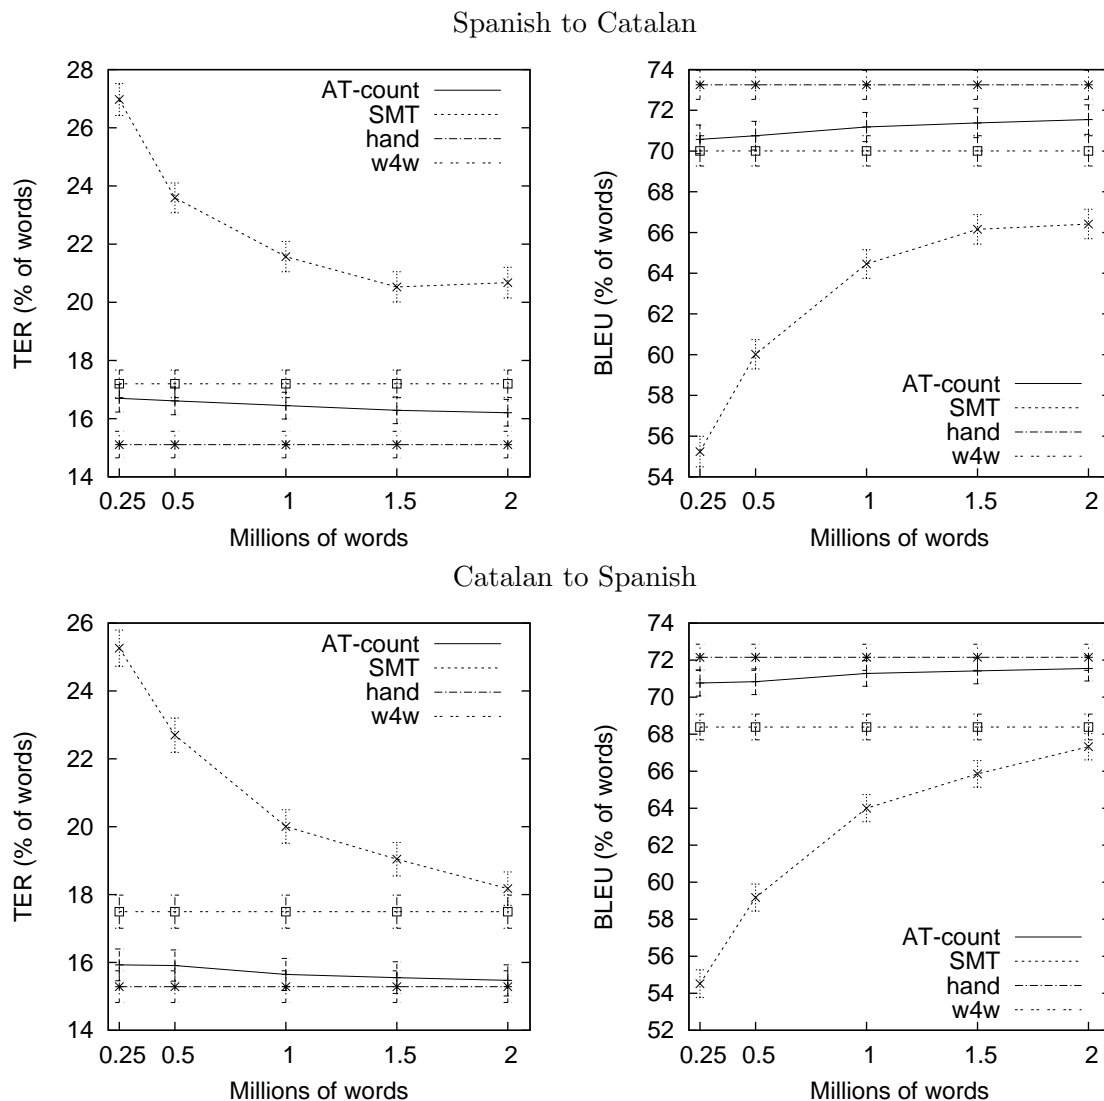 Spanish to Catalan
TER (% of words)
28
26
24
22
20
18
16
14
AT-count
SMT
hand
w4w
0.25 0.5 1 1.5 2
Millions of words
BLEU (% of words)
74
72
70
68
66
64
62
60
58
56
54
AT-count
SMT
hand
w4w
0.25 0.5 1 1.5 2
Millions of words
Catalan to Spanish
TER (% of words)
26
24
22
20
18
16
14
AT-count
SMT
hand
w4w
0.25 0.5 1 1.5 2
Millions of words
BLEU (% of words)
74
72
70
68
66
64
62
60
58
56
54
52
AT-count
SMT
hand
w4w
0.25 0.5 1 1.5 2
Millions of words